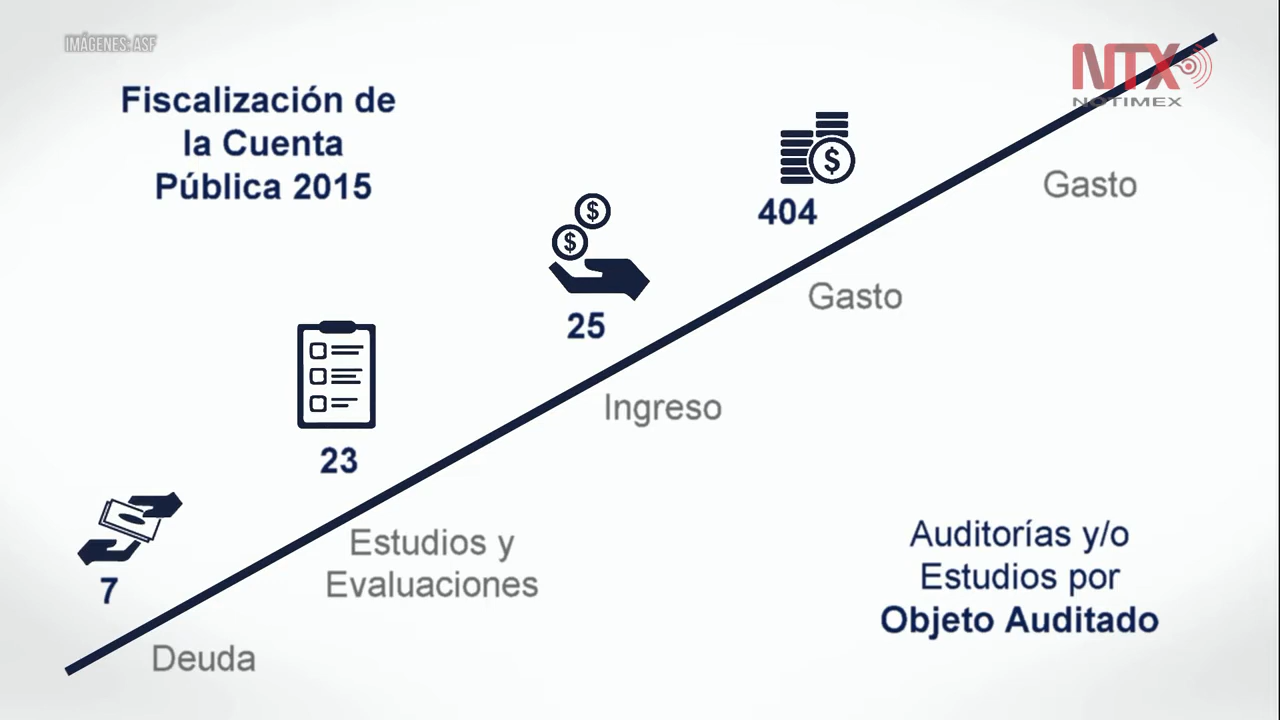 IMÁGENES: ASF
NTX
NOTIMEX
Fiscalización de
la Cuenta
Pública 2015
404
Gasto
25
Gasto
23
Ingreso
7
Estudios y
Evaluaciones
Deuda
Auditorías y/o
Estudios por
Objeto Auditado